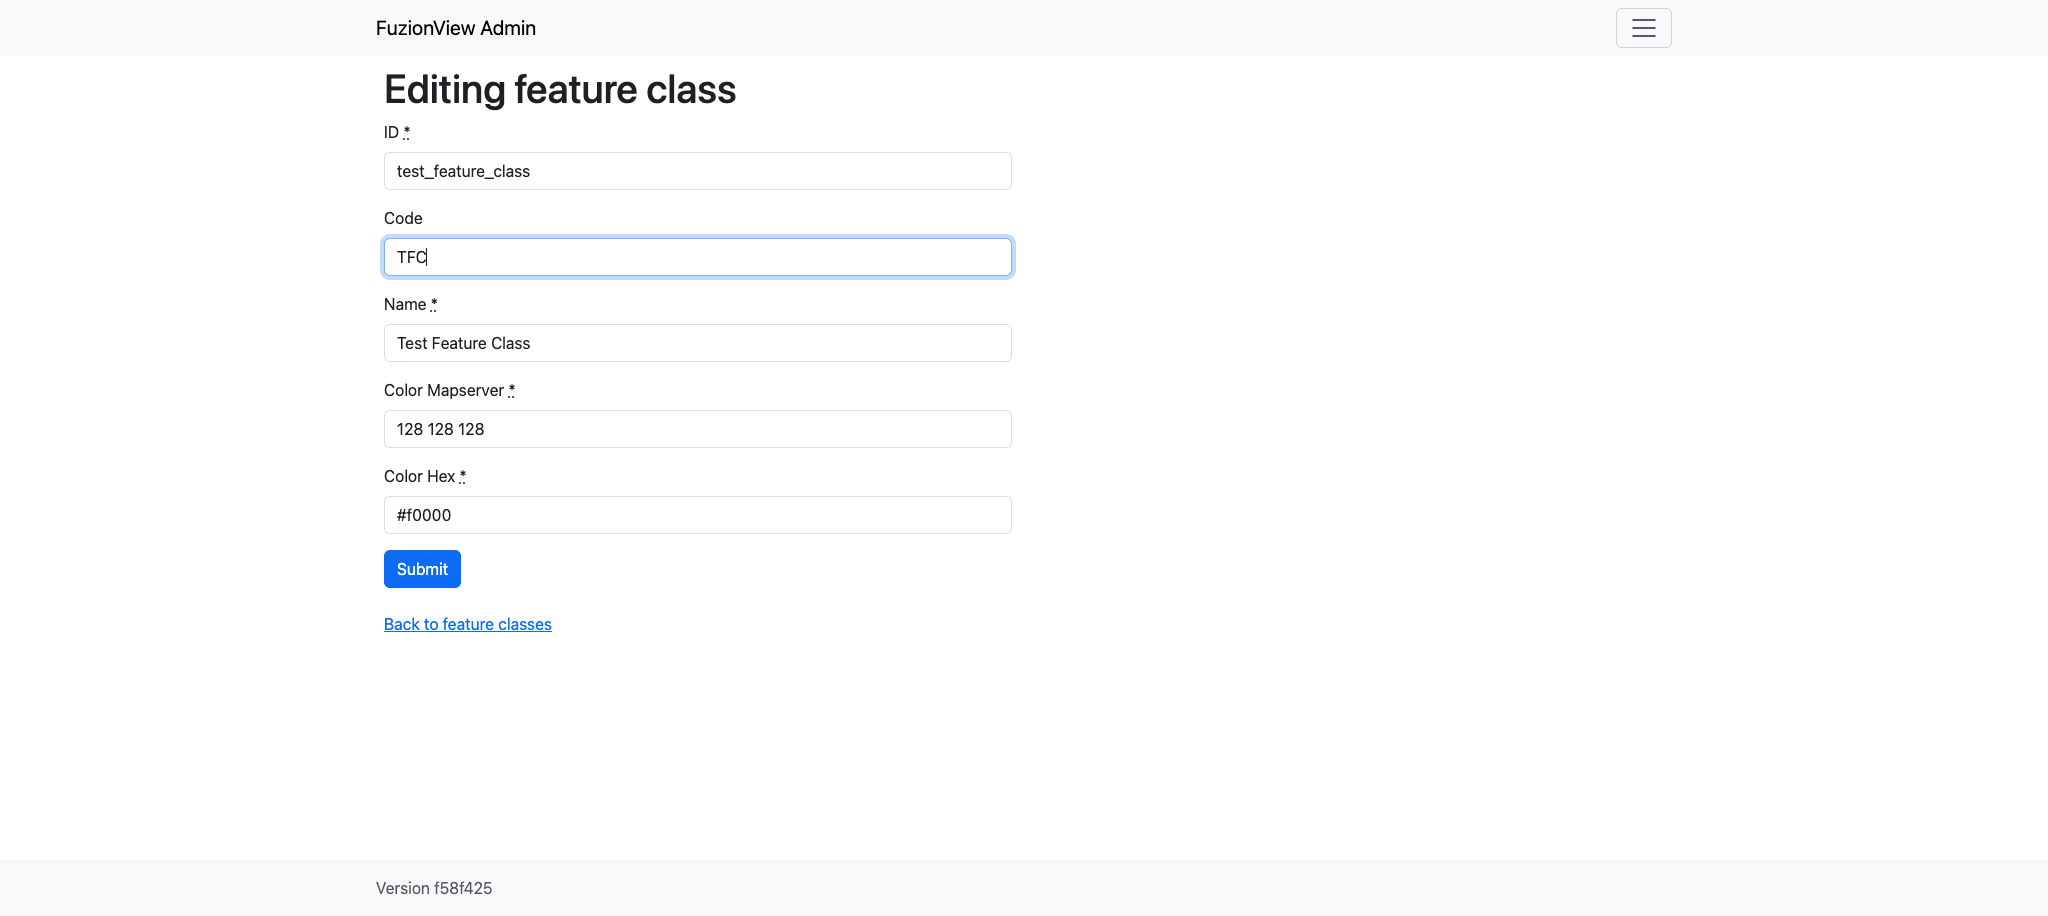 FuzionView Admin
Editing feature class
ID *
test_feature_class
Code
TFC
Name *
Test Feature Class
Color Mapserver *
128 128 128
Color Hex *
#f0000
Submit
Back to feature classes
Version f58f425